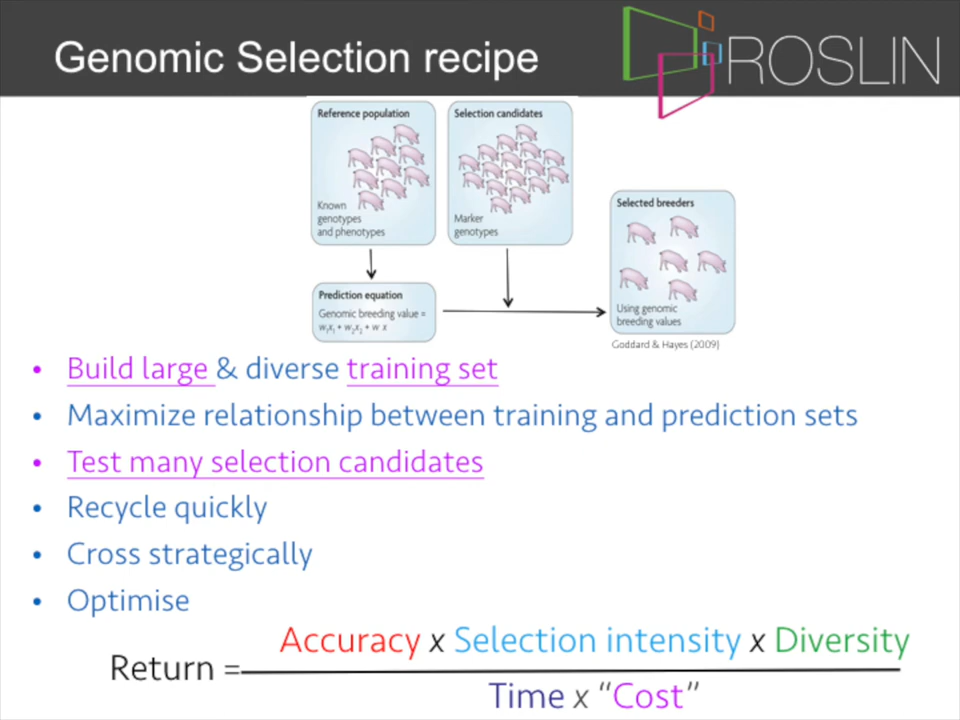 Genomic Selection recipe
ROSLIN
Reference population
Known
genotypes
and phenotypes
Selection candidates
Marker
genotypes
Selected breeders
Using genomic
breeding values
Prediction equation
Genomic breeding value =
w₁x₁ + w₂x₂ + w x
Goddard & Hayes (2009)
• Build large & diverse training set
• Maximize relationship between training and prediction sets
• Test many selection candidates
• Recycle quickly
• Cross strategically
• Optimise
Accuracy x Selection intensity x Diversity
Return =
Time x “Cost”